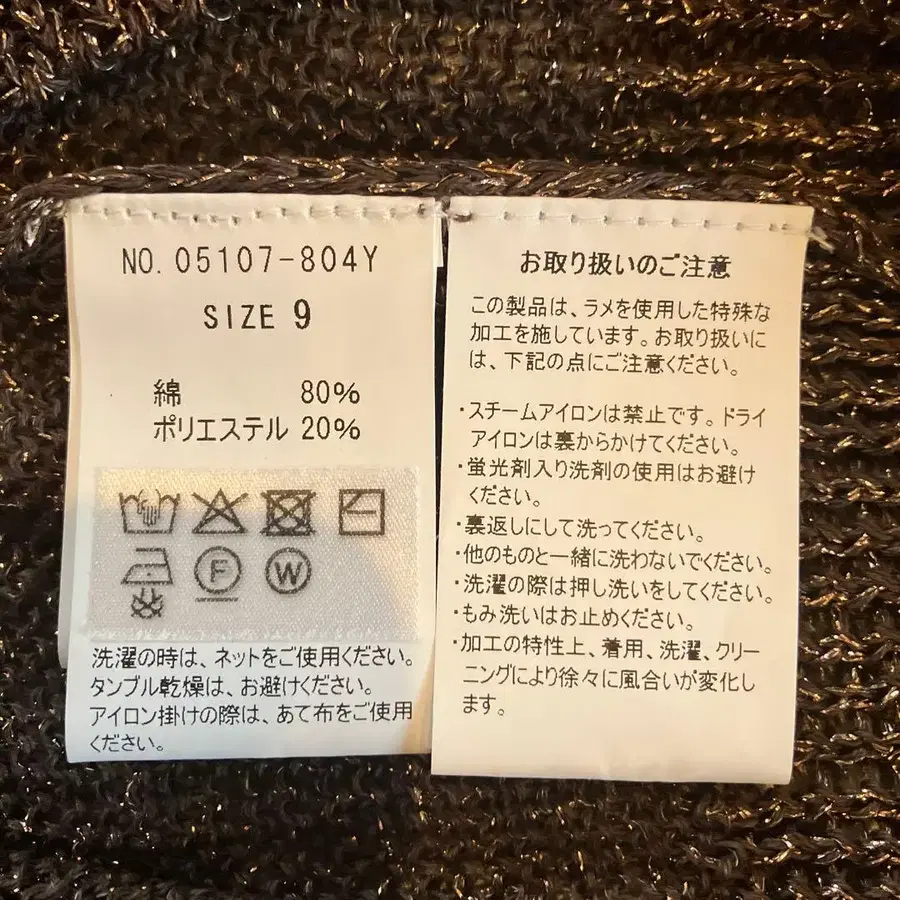 NO. 05107-804Y
SIZE 9
綿 80%
ポリエステル 20%
F
W
洗濯の時は、ネットをご使用ください。
タンブル乾燥は、お避けください。
アイロン掛けの際は、あて布をご使用
ください。
お取り扱いのご注意
この製品は、ラメを使用した特殊な
加工を施しています。お取り扱いに
は、下記の点にご注意ください。
・スチームアイロンは禁止です。ドライ
アイロンは裏からかけてください。
・蛍光剤入り洗剤の使用はお避け
ください。
・裏返しにして洗ってください。
・他のものと一緒に洗わないでください。
・洗濯の際は押し洗いをしてください。
・もみ洗いはお止めください。
・加工の特性上、着用、洗濯、クリー
ニングにより徐々に風合いが変化し
ます。